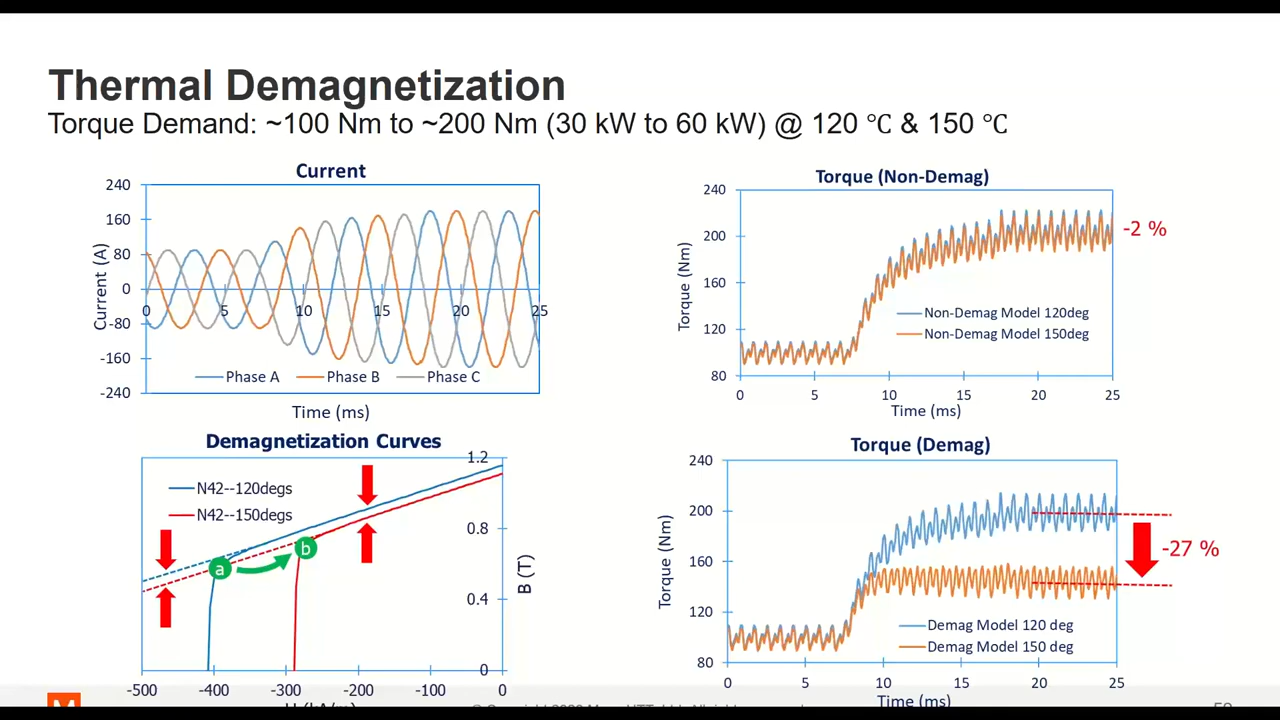 Thermal Demagnetization
Torque Demand: ~100 Nm to ~200 Nm (30 kW to 60 kW) @ 120 ℃ & 150 ℃
Current
240
160
80
0
-80
-160
-240
Current (A)
0
5
10
15
20
25
Phase A
Phase B
Phase C
Time (ms)
Torque (Non-Demag)
240
200
160
120
80
Torque (Nm)
-2 %
Non-Demag Model 120deg
Non-Demag Model 150deg
0
5
10
15
20
25
Time (ms)
Demagnetization Curves
N42--120degs
N42--150degs
a
b
1.2
0.8
0.4
0
B (T)
-500
-400
-300
-200
-100
0
Torque (Demag)
240
200
160
120
80
Torque (Nm)
-27 %
Demag Model 120 deg
Demag Model 150 deg
0
5
10
15
20
25
Time (ms)